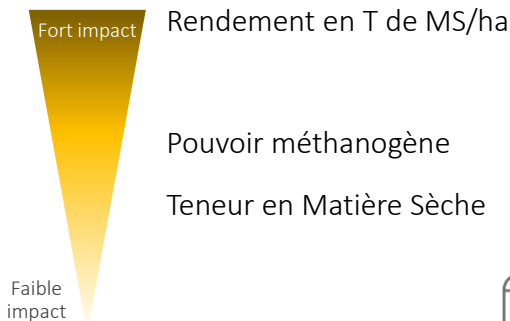 Fort impact
Rendement en T de MS/ha
Pouvoir méthanogène
Teneur en Matière Sèche
Faible
impact